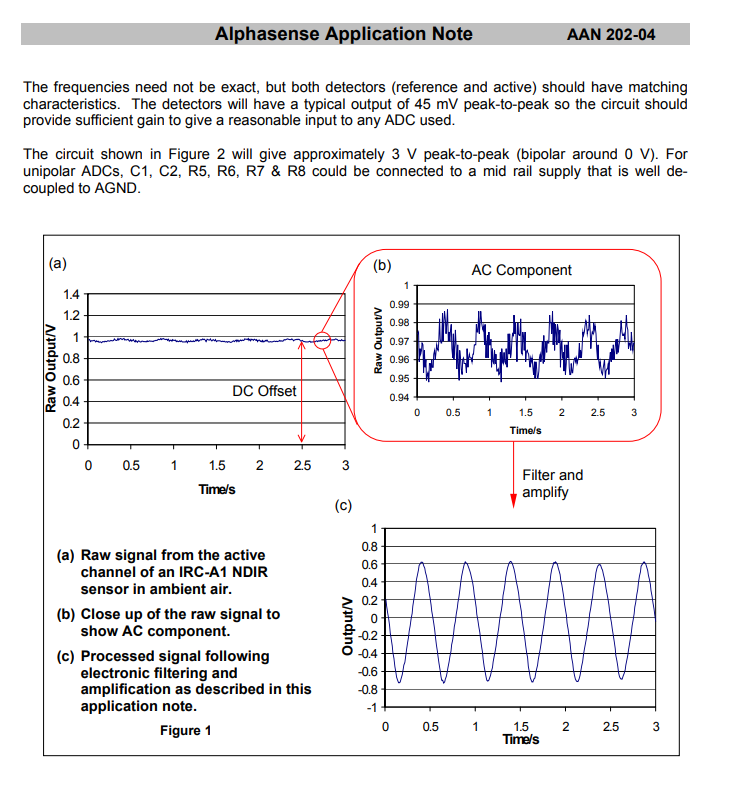 Alphasense Application Note AAN 202-04
The frequencies need not be exact, but both detectors (reference and active) should have matching
characteristics. The detectors will have a typical output of 45 mV peak-to-peak so the circuit should
provide sufficient gain to give a reasonable input to any ADC used.
The circuit shown in Figure 2 will give approximately 3 V peak-to-peak (bipolar around 0 V). For
unipolar ADCs, C1, C2, R5, R6, R7 & R8 could be connected to a mid rail supply that is well de-
coupled to AGND.
(a)
1.4
1.2
1
0.8
0.6
0.4
0.2
0
Raw Output/V
DC Offset
0 0.5 1 1.5 2 2.5 3
Time/s
(b)
AC Component
1
0.99
0.98
0.97
0.96
0.95
0.94
Raw Output/V
0 0.5 1 1.5 2 2.5 3
Time/s
Filter and
amplify
(c)
1
0.8
0.6
0.4
0.2
0
-0.2
-0.4
-0.6
-0.8
-1
Output/V
0 0.5 1 1.5 2 2.5 3
Time/s
(a) Raw signal from the active
channel of an IRC-A1 NDIR
sensor in ambient air.
(b) Close up of the raw signal to
show AC component.
(c) Processed signal following
electronic filtering and
amplification as described in this
application note.
Figure 1